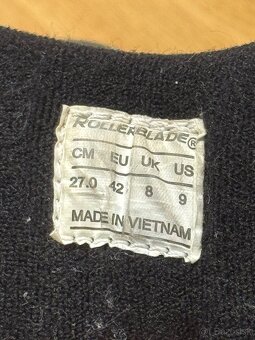 ROLLERBLADE®
CM EU UK US
27.0 42 8 9
MADE IN VIETNAM